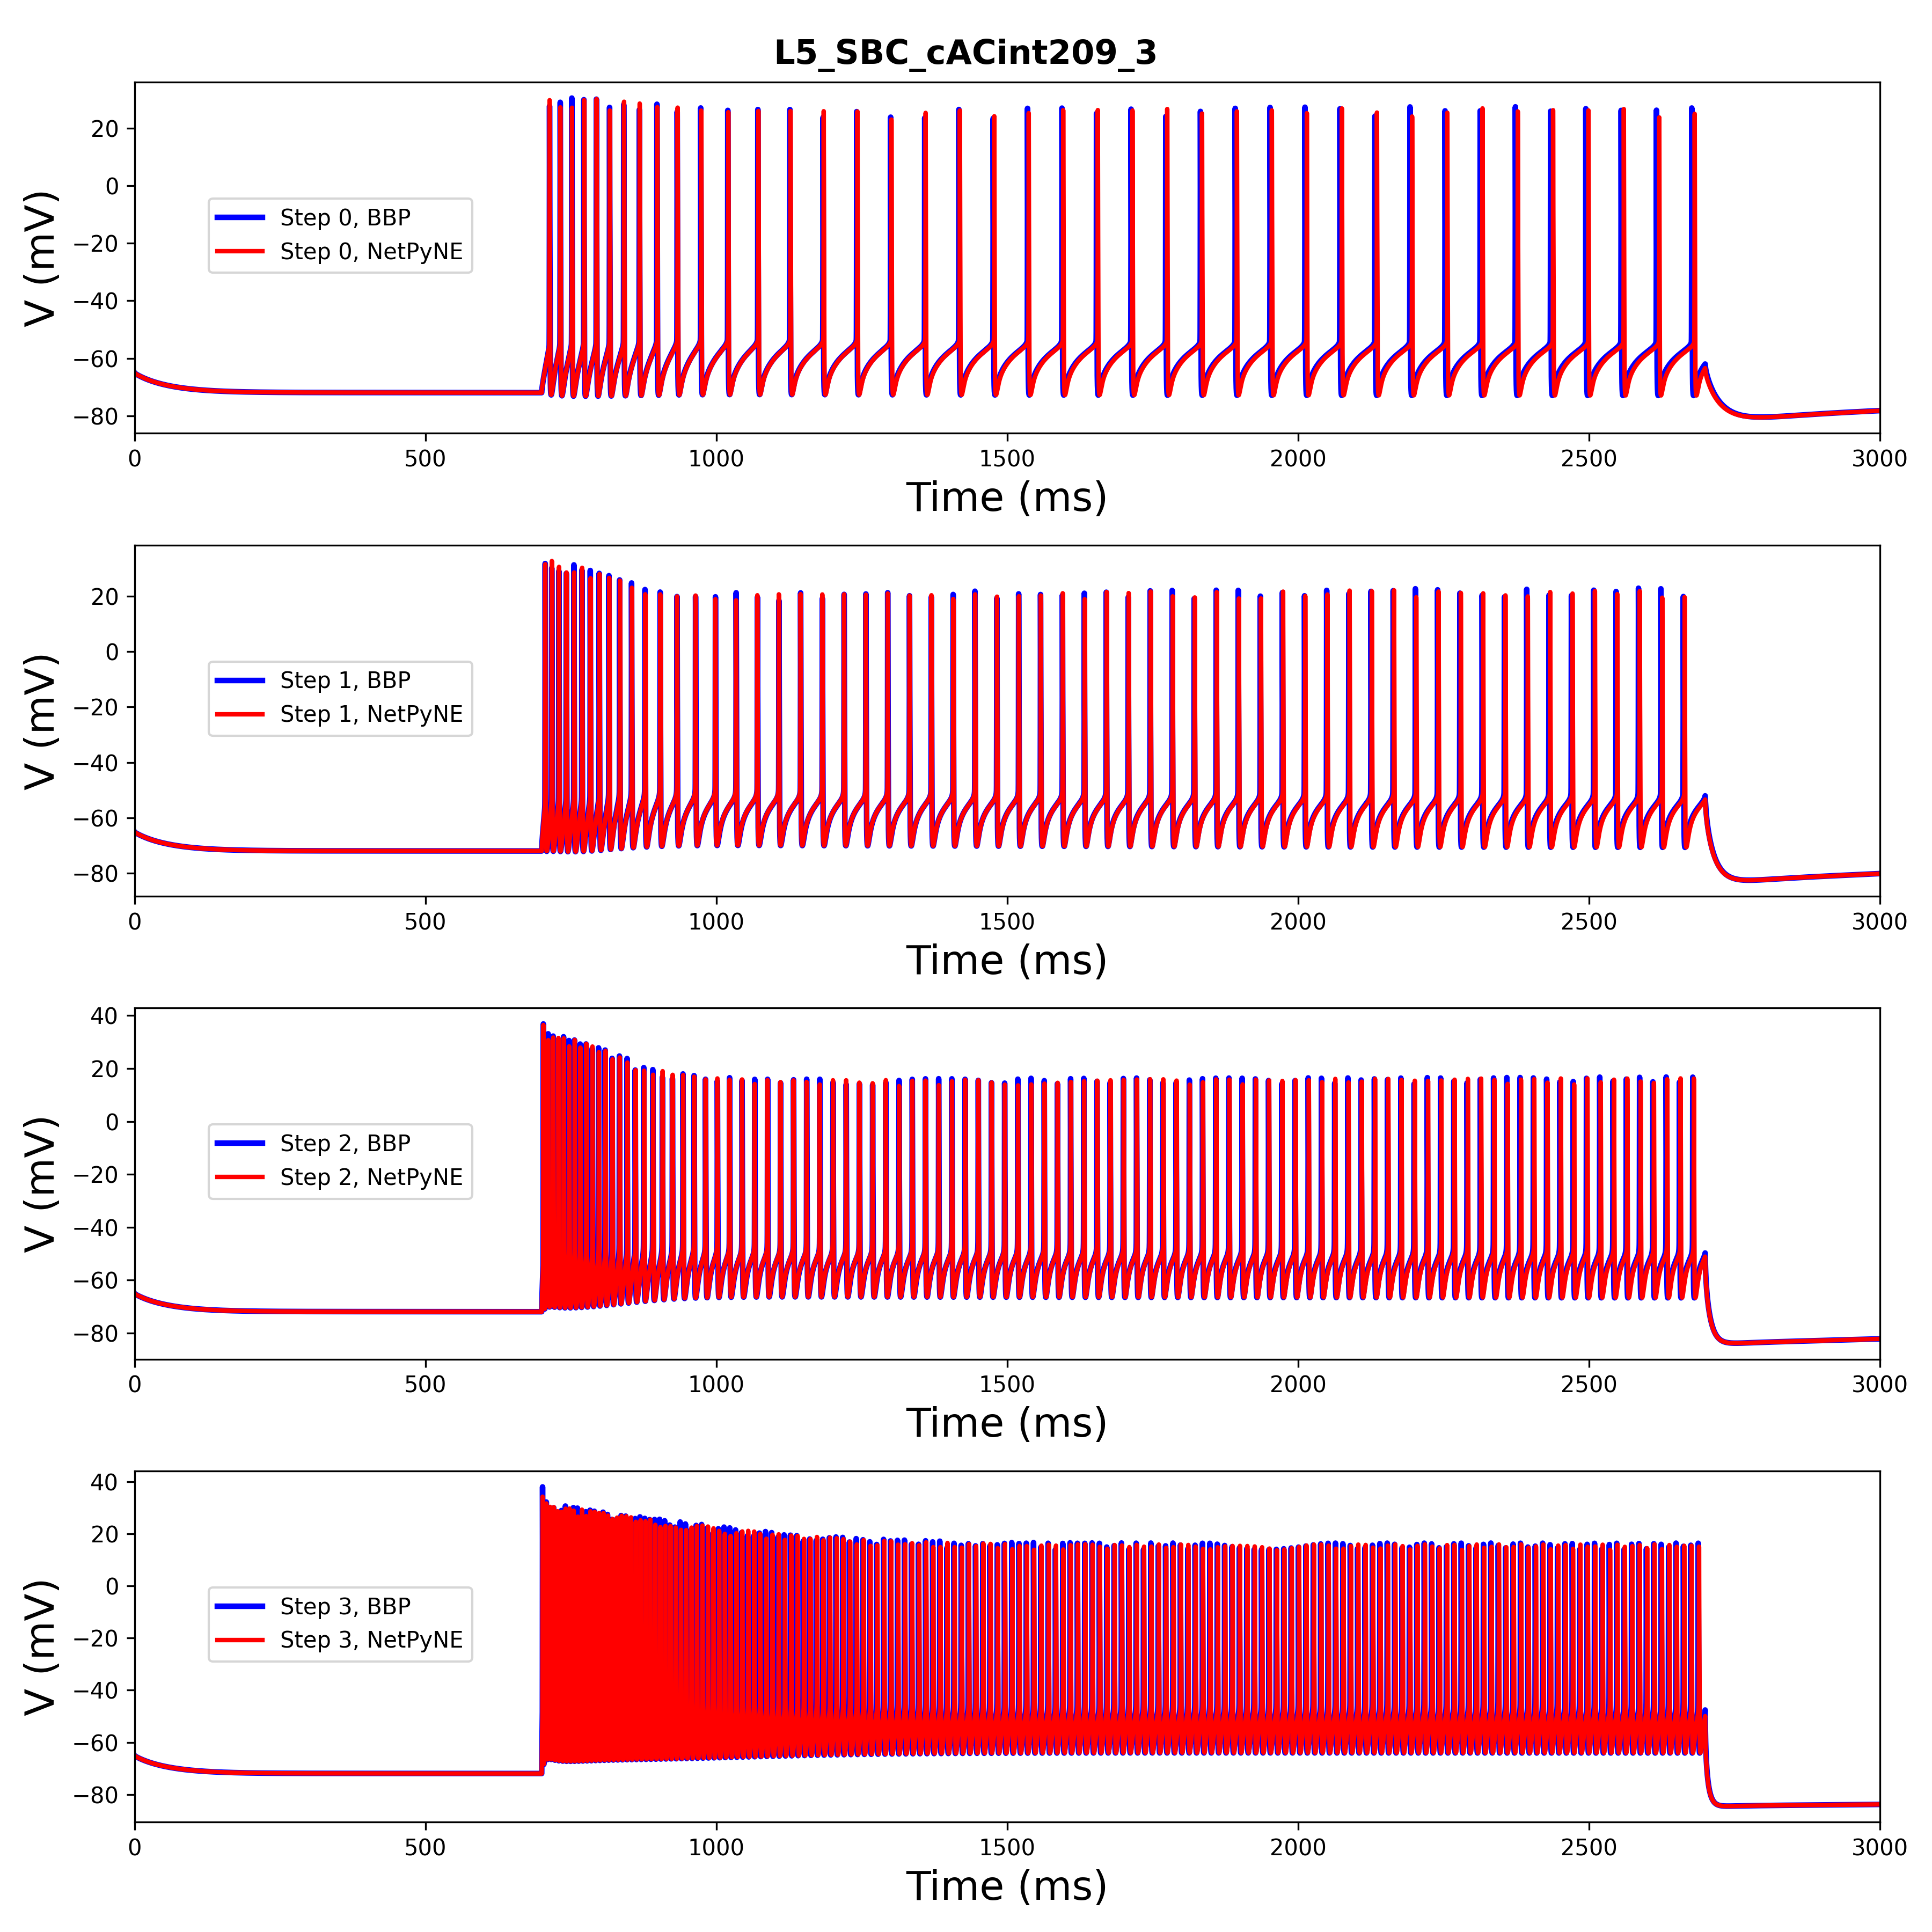 L5_SBC_cACint209_3
20
0
−20
−40
−60
−80
V (mV)
Step 0, BBP
Step 0, NetPyNE
0 500 1000 1500 2000 2500 3000
Time (ms)
20
0
−20
−40
−60
−80
V (mV)
Step 1, BBP
Step 1, NetPyNE
0 500 1000 1500 2000 2500 3000
Time (ms)
40
20
0
−20
−40
−60
−80
V (mV)
Step 2, BBP
Step 2, NetPyNE
0 500 1000 1500 2000 2500 3000
Time (ms)
40
20
0
−20
−40
−60
−80
V (mV)
Step 3, BBP
Step 3, NetPyNE
0 500 1000 1500 2000 2500 3000
Time (ms)